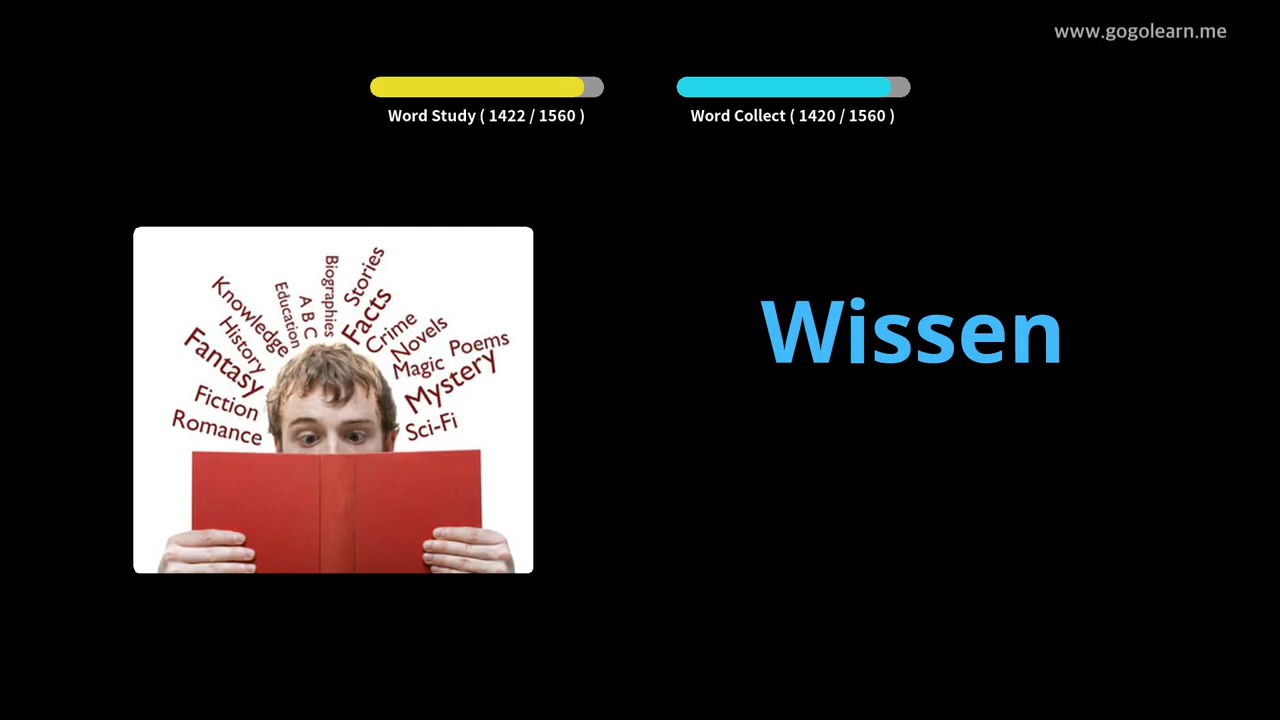 www.gogolearn.me
Word Study ( 1422 / 1560 )
Word Collect ( 1420 / 1560 )
Wissen
Biographies
Stories
Education
A B C
Facts
Knowledge
History
Crime
Novels
Fantasy
Magic
Poems
Mystery
Fiction
Romance
Sci-Fi